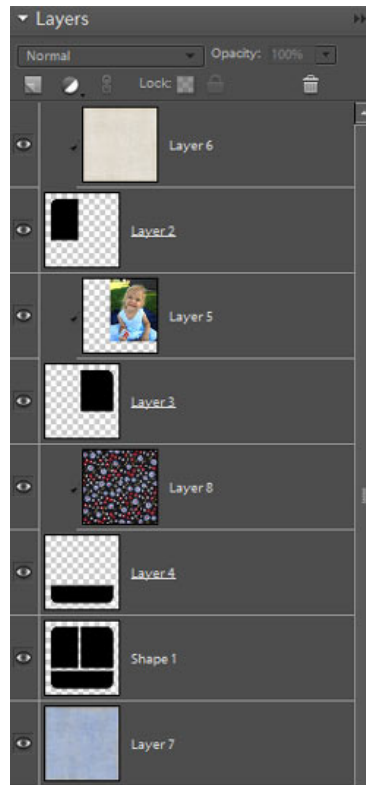 Layers
Normal Opacity: 100%
Lock:
Layer 6
Layer 2
Layer 5
Layer 3
Layer 8
Layer 4
Shape 1
Layer 7